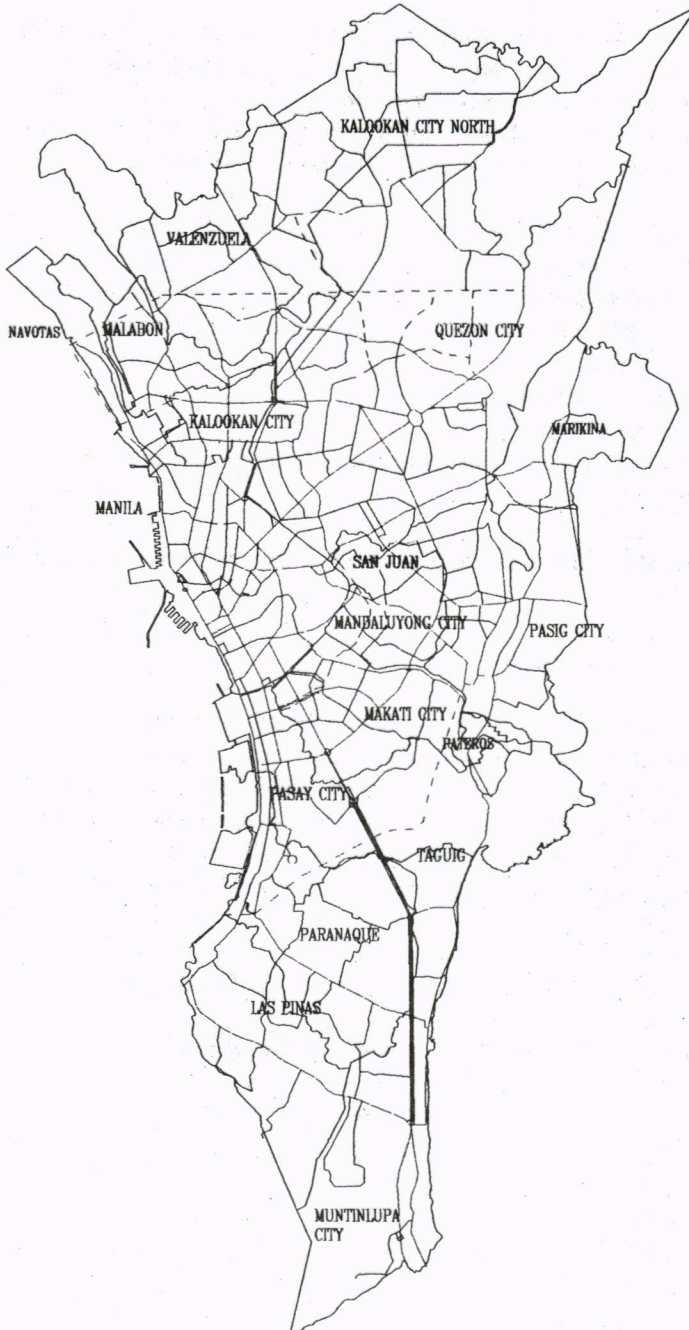 KALOOKAN CITY NORTH
VALENZUELA
NAVOTAS
MALABON
QUEZON CITY
KALOOKAN CITY
MARIKINA
MANILA
SAN JUAN
MANDALUYONG CITY
PASIG CITY
MAKATI CITY
PATEROS
PASAY CITY
TAGUIG
PARANAQUE
LAS PINAS
MUNTINLUPA
CITY